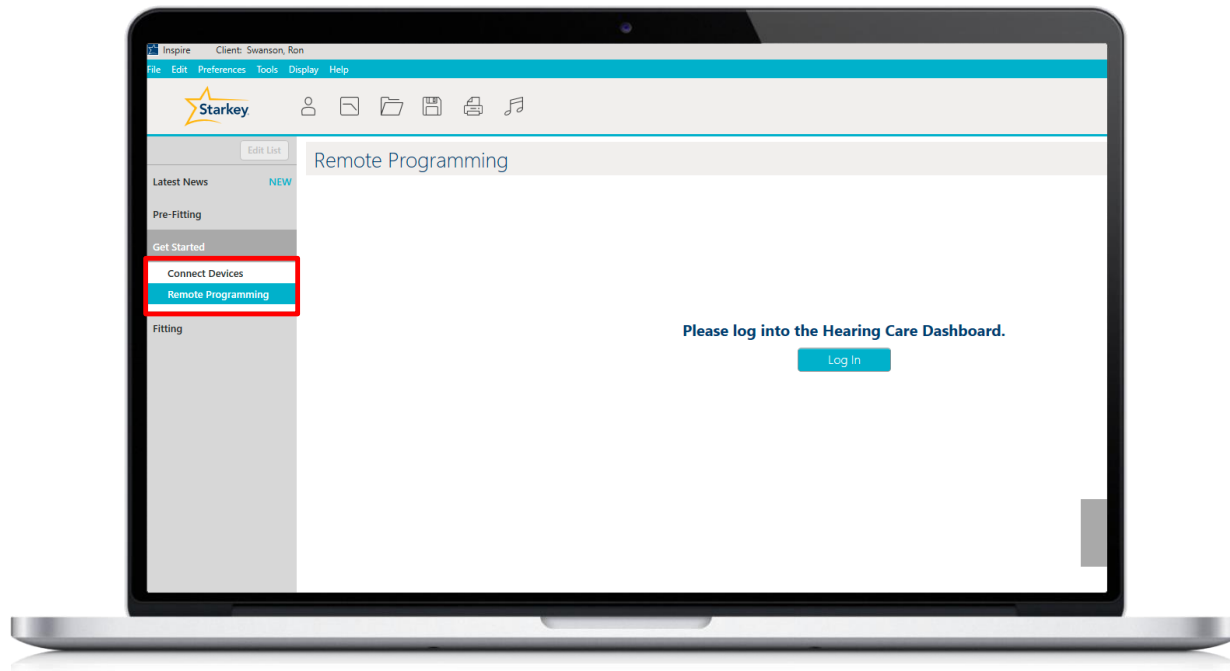 Inspire Client: Swanson, Ron
File Edit Preferences Tools Display Help
Starkey
Edit List
Remote Programming
Latest News NEW
Pre-Fitting
Get Started
Connect Devices
Remote Programming
Fitting
Please log into the Hearing Care Dashboard.
Log In